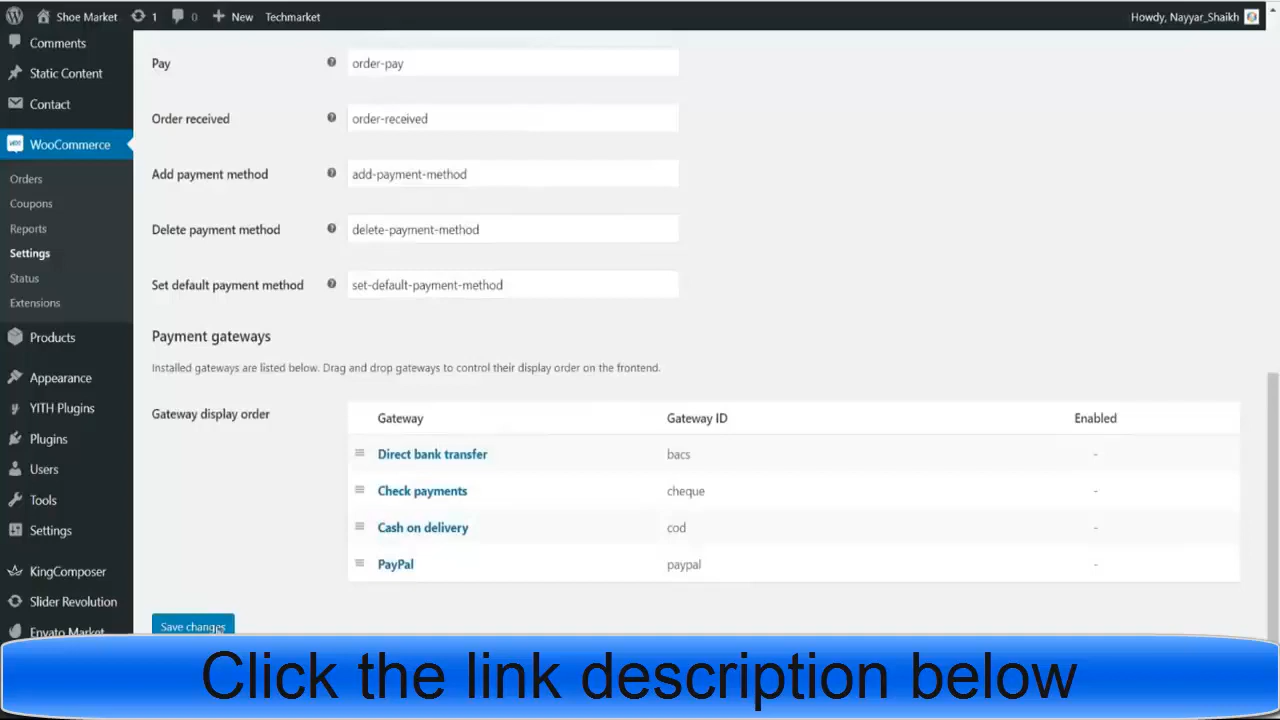 Shoe Market 1 0 New Techmarket Howdy, Nayyar_Shaikh
Comments
Static Content
Contact
WooCommerce
Orders
Coupons
Reports
Settings
Status
Extensions
Products
Appearance
YITH Plugins
Plugins
Users
Tools
Settings
KingComposer
Slider Revolution
Envato Market
Pay order-pay
Order received order-received
Add payment method add-payment-method
Delete payment method delete-payment-method
Set default payment method set-default-payment-method
Payment gateways
Installed gateways are listed below. Drag and drop gateways to control their display order on the frontend.
Gateway display order
Gateway Gateway ID Enabled
Direct bank transfer bacs -
Check payments cheque -
Cash on delivery cod -
PayPal paypal -
Save changes
Click the link description below